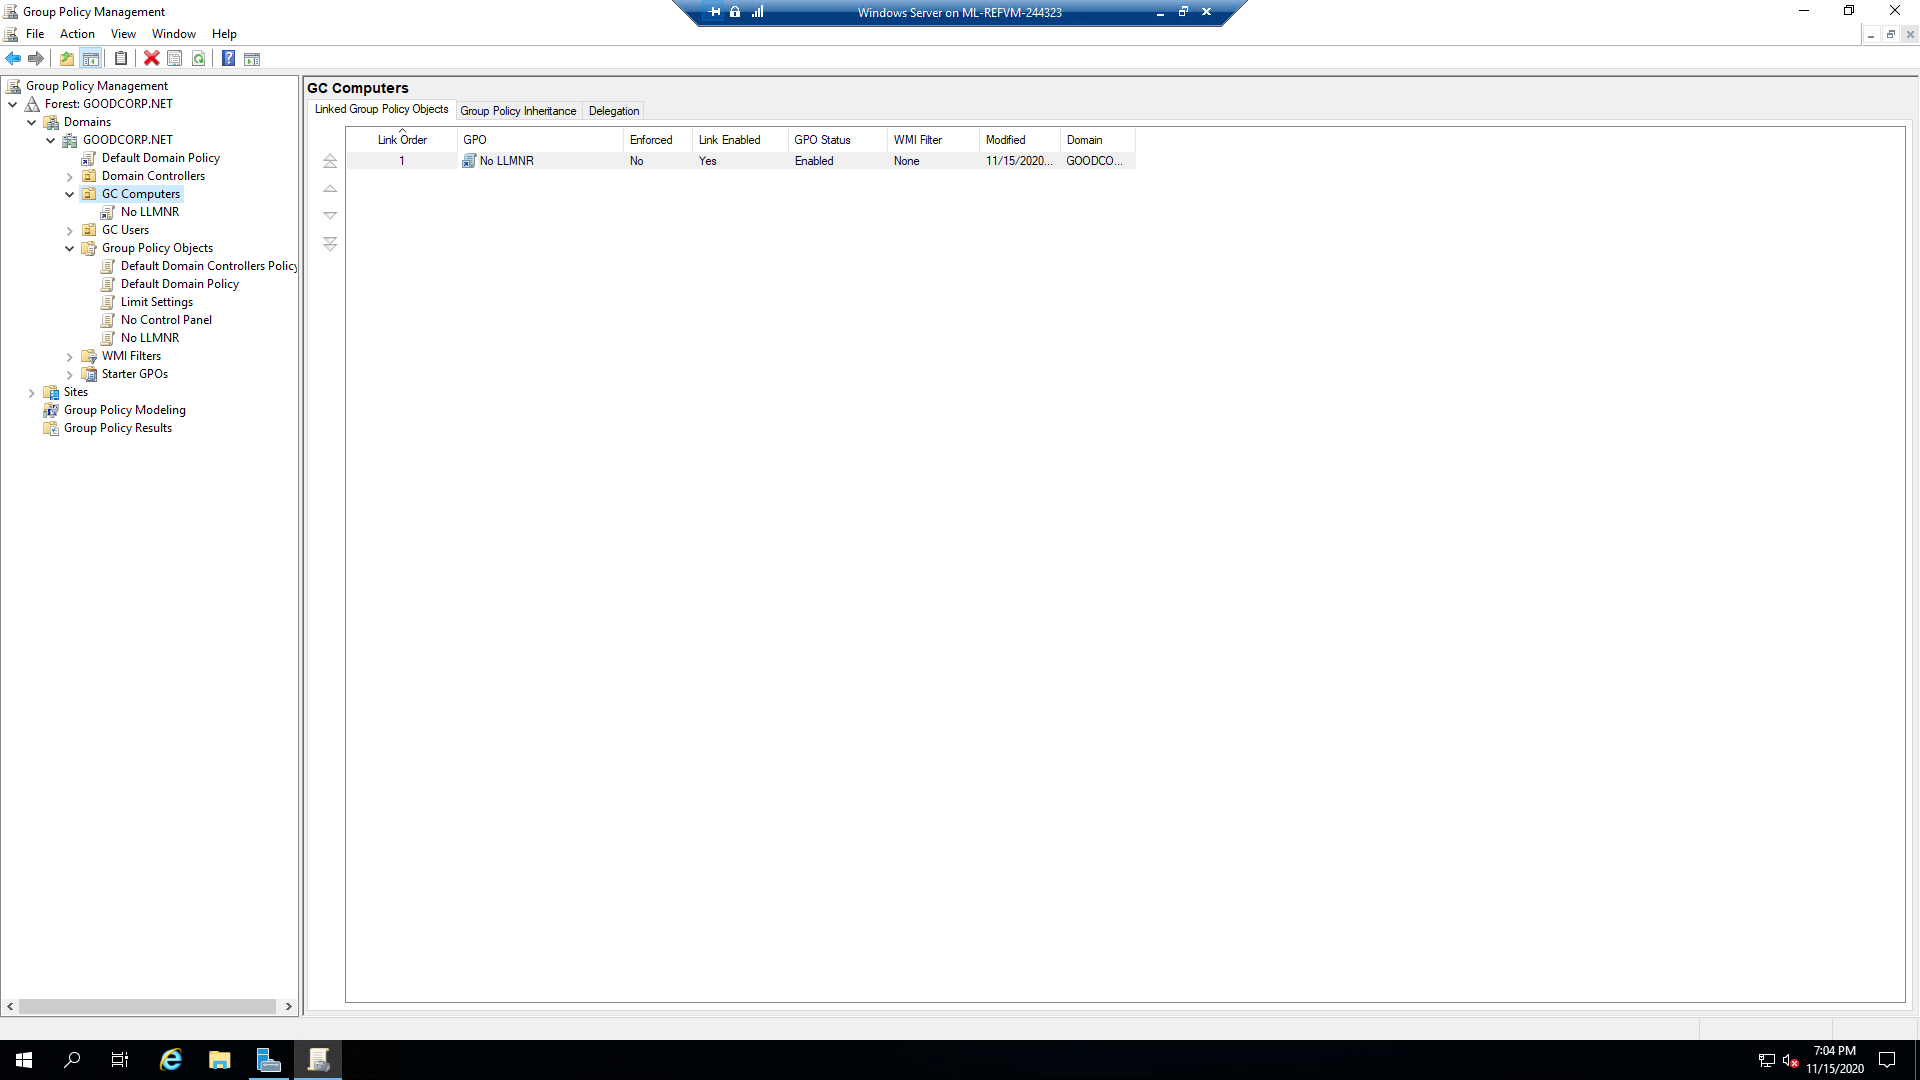 Group Policy Management
Windows Server on ML-REFVM-244323
File Action View Window Help
Group Policy Management
Forest: GOODCORP.NET
Domains
GOODCORP.NET
Default Domain Policy
Domain Controllers
GC Computers
No LLMNR
GC Users
Group Policy Objects
Default Domain Controllers Policy
Default Domain Policy
Limit Settings
No Control Panel
No LLMNR
WMI Filters
Starter GPOs
Sites
Group Policy Modeling
Group Policy Results
GC Computers
Linked Group Policy Objects Group Policy Inheritance Delegation
Link Order GPO Enforced Link Enabled GPO Status WMI Filter Modified Domain
1 No LLMNR No Yes Enabled None 11/15/2020... GOODCO...
7:04 PM
11/15/2020